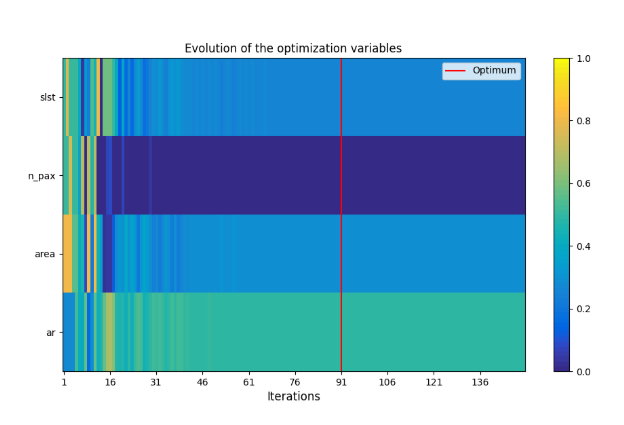 Evolution of the optimization variables
Optimum
slst
n_pax
area
ar
1 16 31 46 61 76 91 106 121 136
Iterations
1.0
0.8
0.6
0.4
0.2
0.0